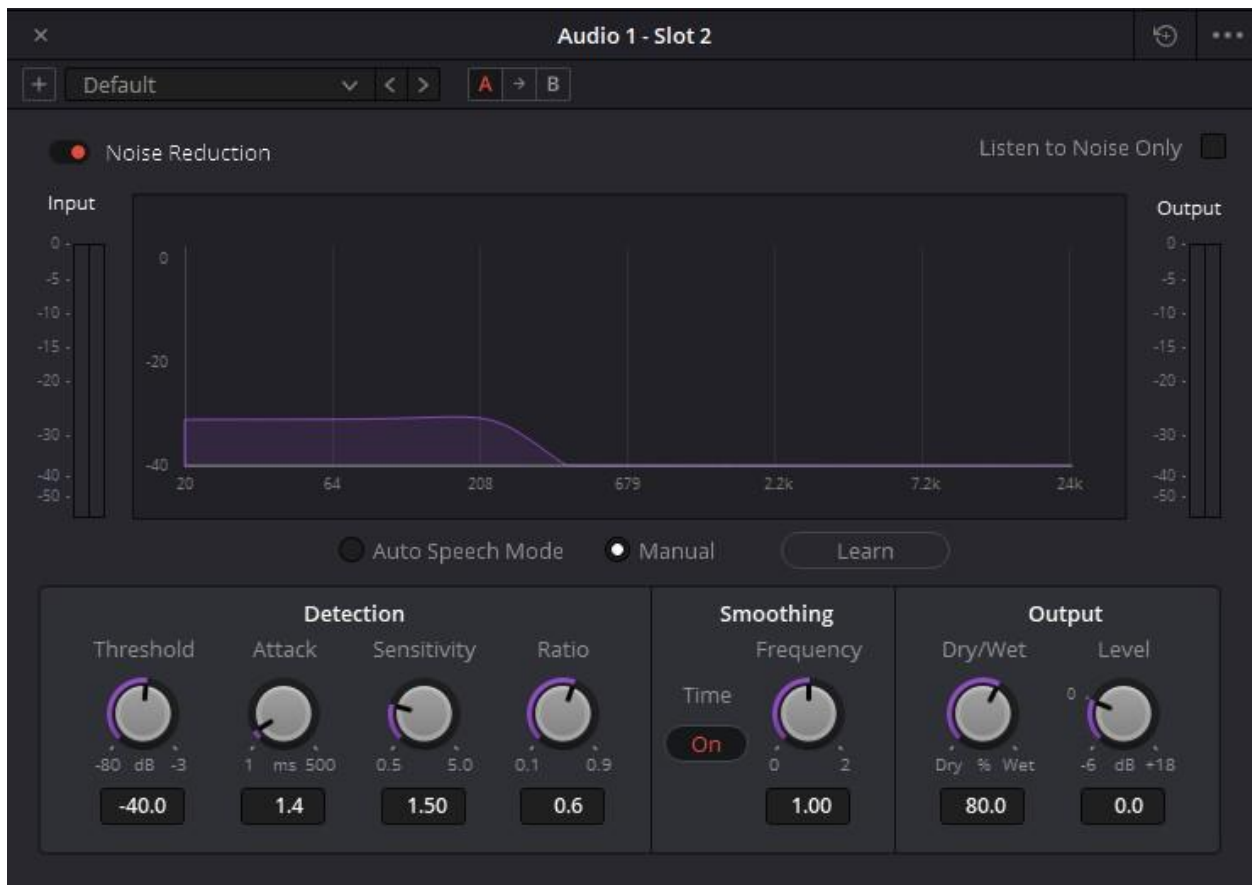 × Audio 1 - Slot 2
+ Default < > A → B
Noise Reduction Listen to Noise Only
Input Output
0 0 0
-5 -5
-10 -10
-15 -20 -15
-20 -20
-30 -30
-40 -40 -40
-50 20 64 208 679 2.2k 7.2k 24k -50
Auto Speech Mode Manual Learn
Detection Smoothing Output
Threshold Attack Sensitivity Ratio Frequency Dry/Wet Level
Time 0
On
-80 dB -3 1 ms 500 0.5 5.0 0.1 0.9 0 2 Dry % Wet -6 dB +18
-40.0 1.4 1.50 0.6 1.00 80.0 0.0